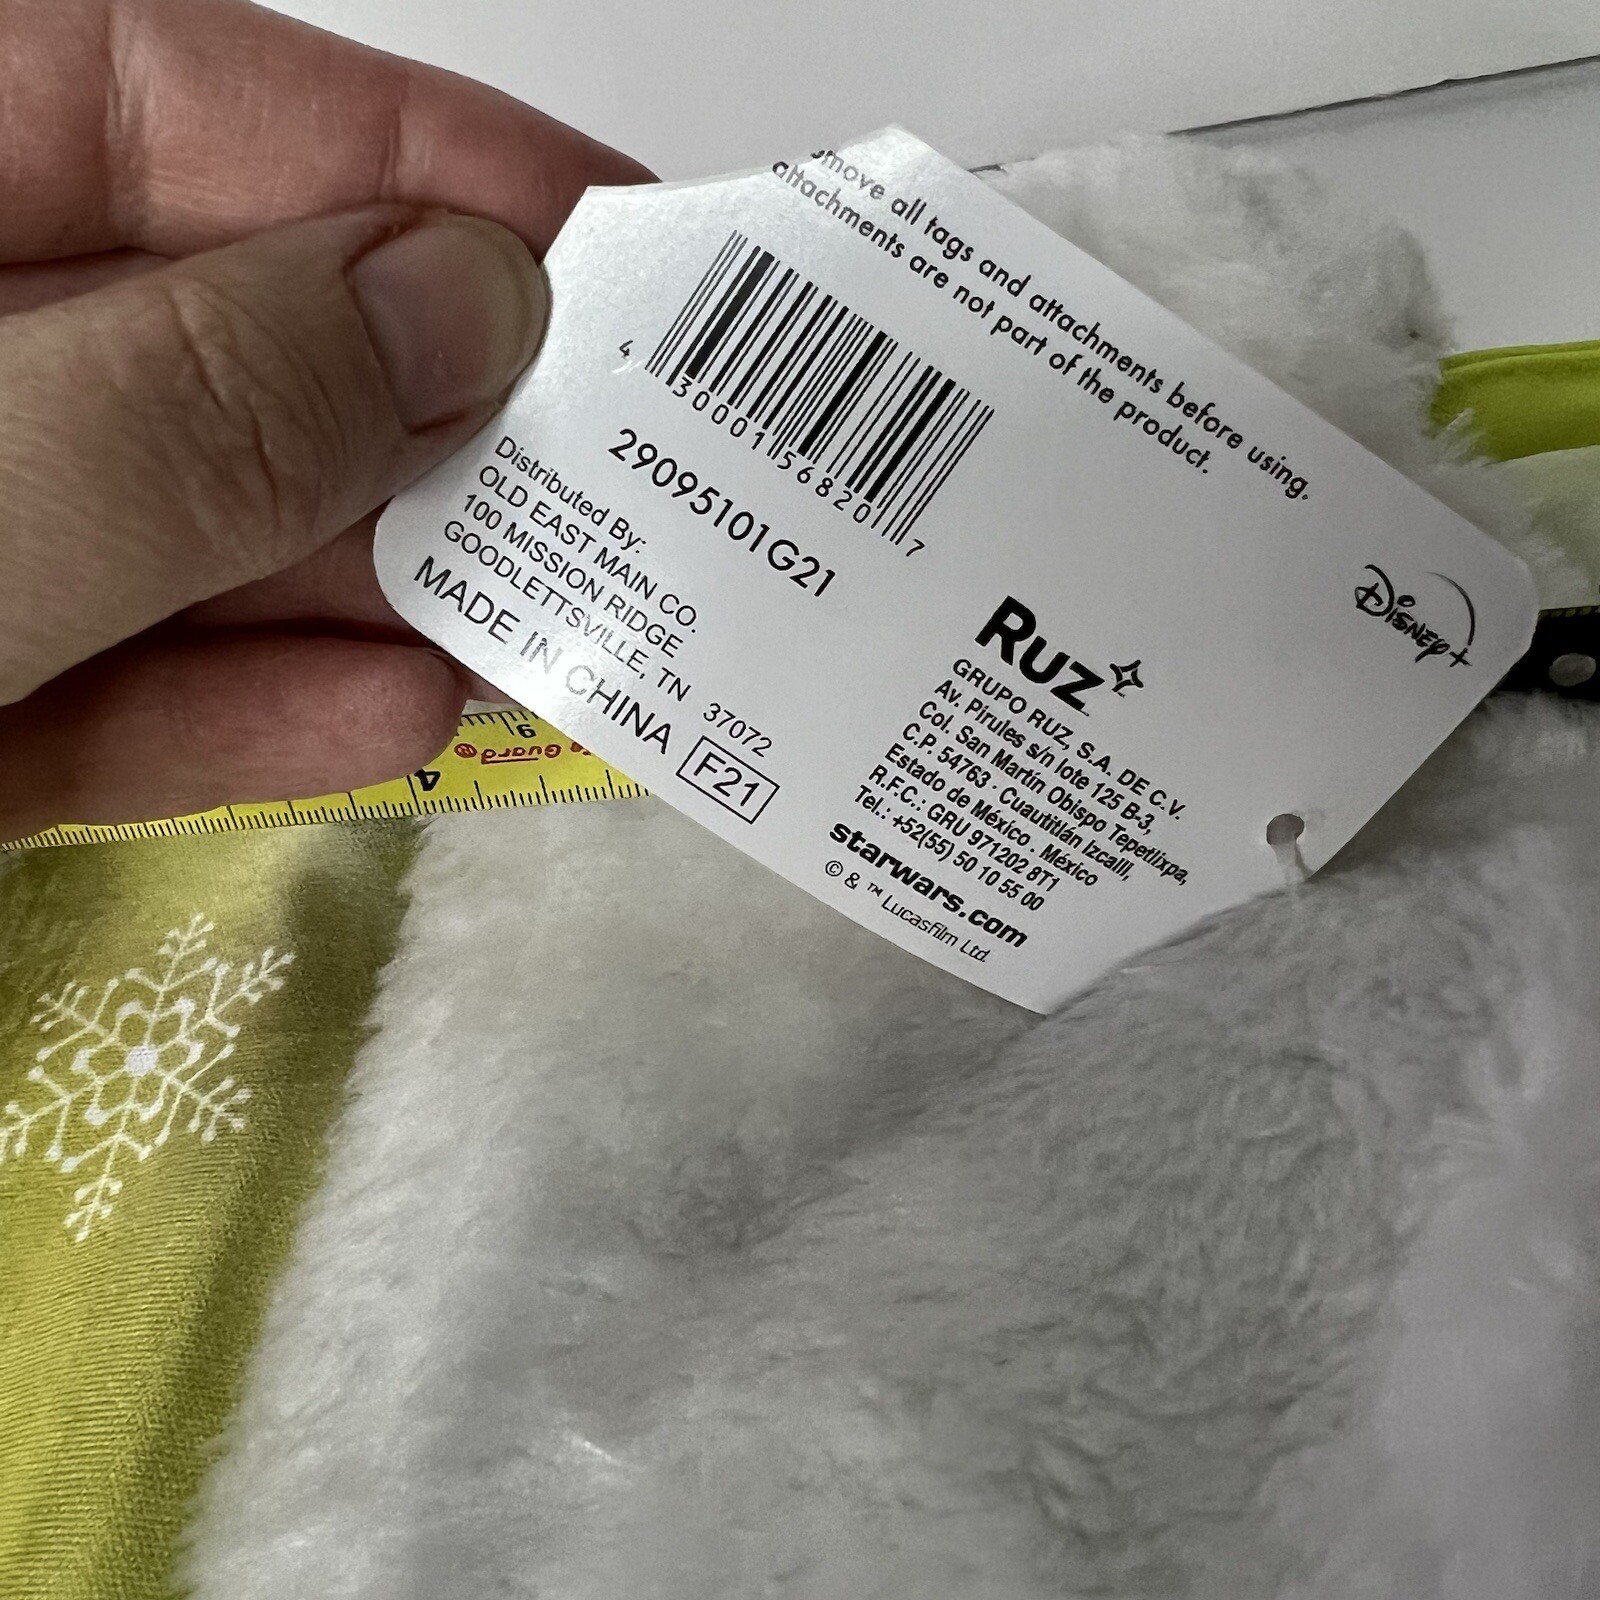 move all tags and attachments before using.
attachments are not part of the product.
4 30001 56820 7
29095101G21
Distributed By:
OLD EAST MAIN CO.
100 MISSION RIDGE
GOODLETTSVILLE, TN 37072
MADE IN CHINA F21
Disney+
Ruz
GRUPO RUZ, S.A. DE C.V.
Av. Pirules s/n lote 125 B-3,
Col. San Martín Obispo Tepetlixpa,
C.P. 54763 · Cuautitlán Izcalli,
Estado de México . México
R.F.C.: GRU 971202 8T1
Tel.: +52(55) 50 10 55 00
starwars.com
© & ™ Lucasfilm Ltd.
9
Guard
4